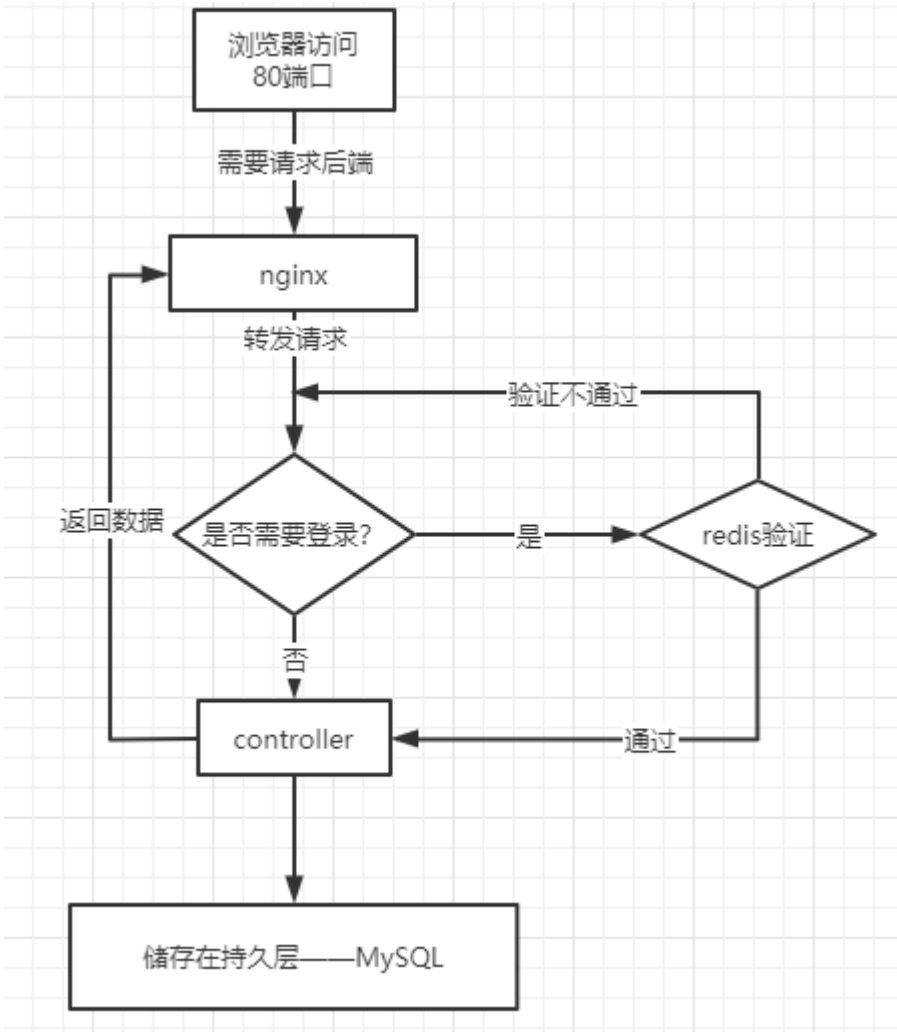 浏览器访问
80端口
需要请求后端
nginx
转发请求
验证不通过
返回数据
是否需要登录?
是
redis验证
否
controller
通过
储存在持久层——MySQL